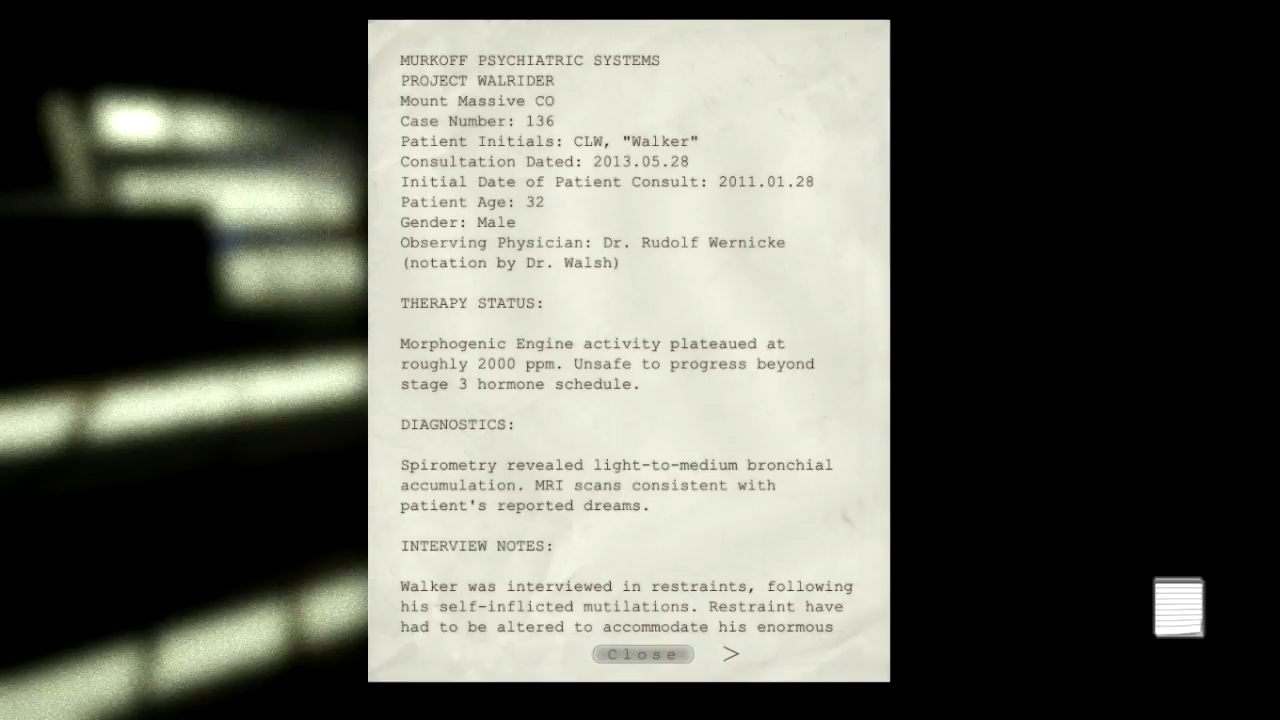 MURKOFF PSYCHIATRIC SYSTEMS
PROJECT WALRIDER
Mount Massive CO
Case Number: 136
Patient Initials: CLW, "Walker"
Consultation Dated: 2013.05.28
Initial Date of Patient Consult: 2011.01.28
Patient Age: 32
Gender: Male
Observing Physician: Dr. Rudolf Wernicke
(notation by Dr. Walsh)
THERAPY STATUS:
Morphogenic Engine activity plateaued at
roughly 2000 ppm. Unsafe to progress beyond
stage 3 hormone schedule.
DIAGNOSTICS:
Spirometry revealed light-to-medium bronchial
accumulation. MRI scans consistent with
patient's reported dreams.
INTERVIEW NOTES:
Walker was interviewed in restraints, following
his self-inflicted mutilations. Restraint have
had to be altered to accommodate his enormous
Close >